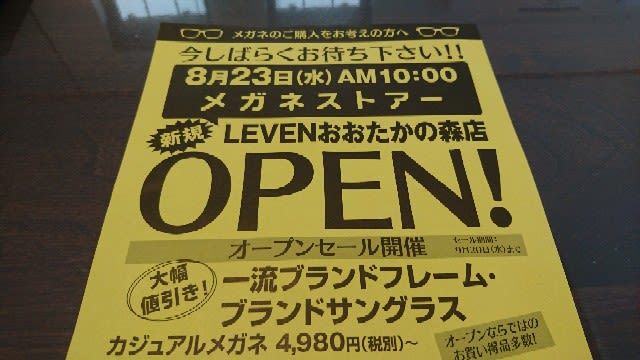 メガネのご購入をお考えの方へ
今しばらくお待ち下さい!!
8月23日(水)AM10:00
メガネストアー
新規
LEVENおおたかの森店
OPEN!
オープンセール開催
セール期間:
9月20日(水)まで
大幅
値引き!
一流ブランドフレーム・
ブランドサングラス
カジュアルメガネ 4,980円(税別)~
オープンならではの
お買い得品多数!